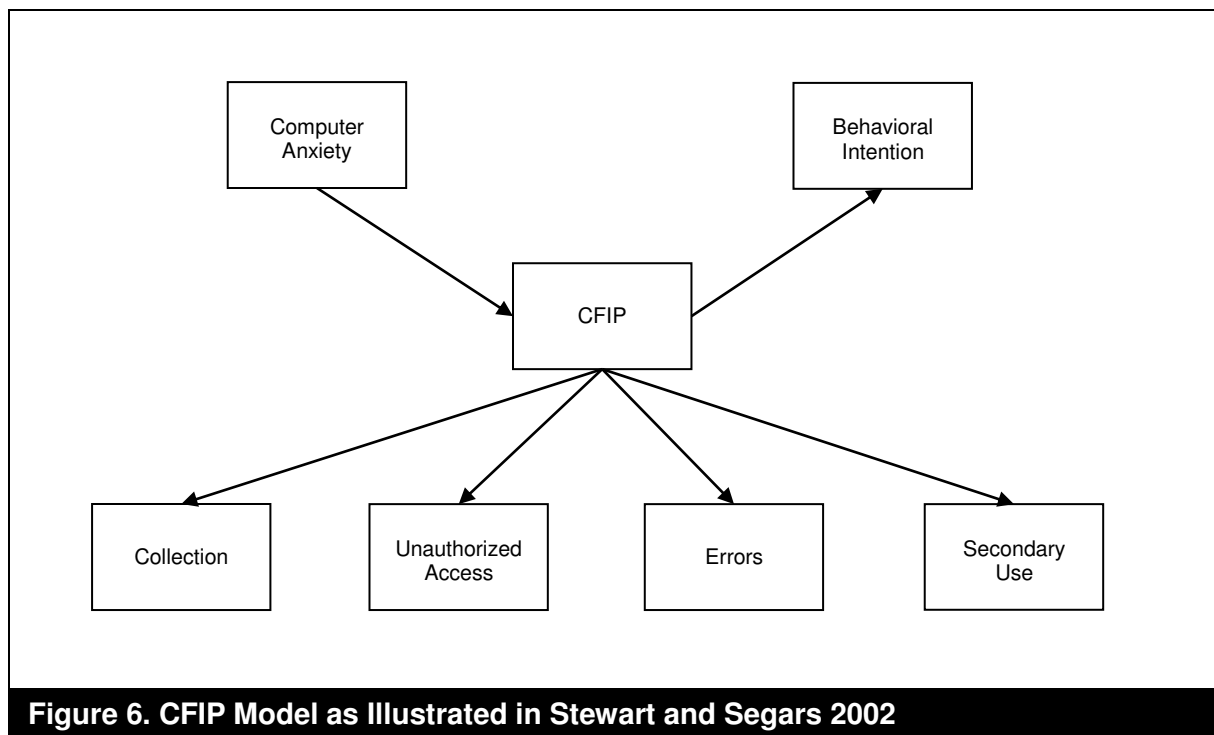 Computer
Anxiety
Behavioral
Intention
CFIP
Collection
Unauthorized
Access
Errors
Secondary
Use
Figure 6. CFIP Model as Illustrated in Stewart and Segars 2002